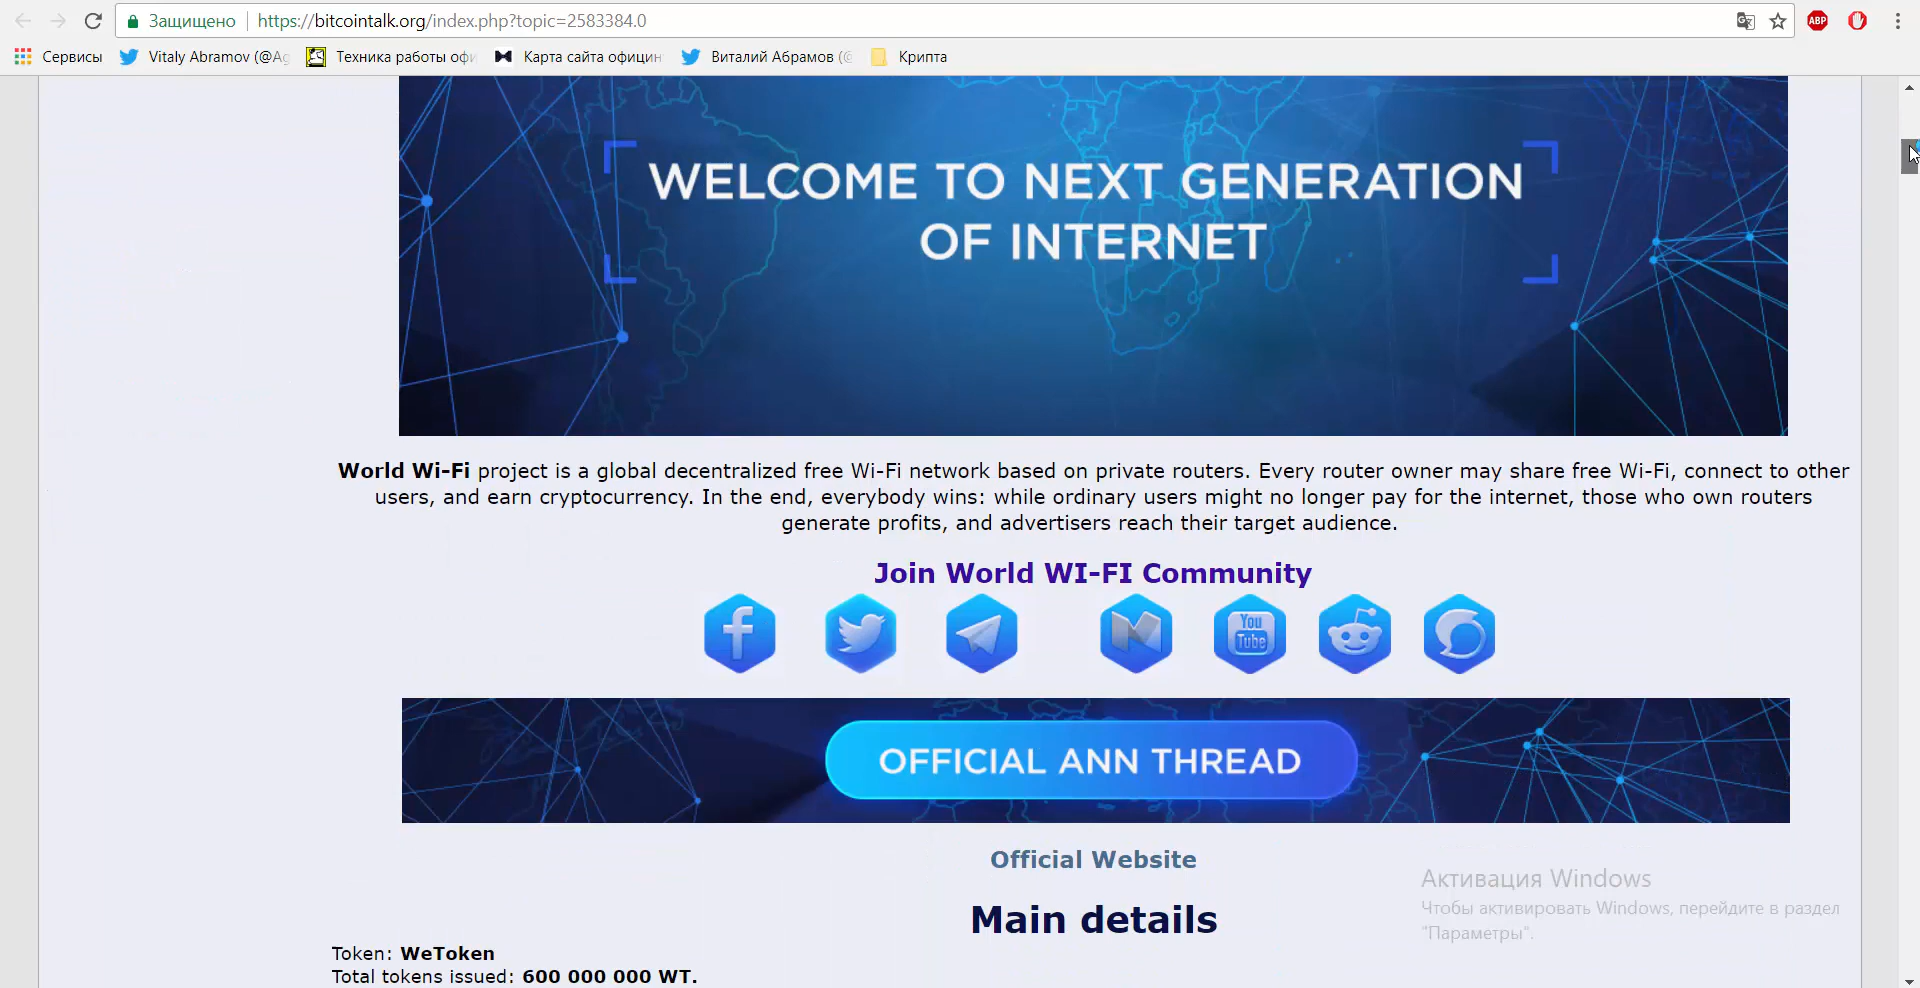 Защищено https://bitcointalk.org/index.php?topic=2583384.0
ABP
Сервисы Vitaly Abramov (@Ag Техника работы офи Карта сайта официн Виталий Абрамов (@ Крипта
WELCOME TO NEXT GENERATION
OF INTERNET
World Wi-Fi project is a global decentralized free Wi-Fi network based on private routers. Every router owner may share free Wi-Fi, connect to other
users, and earn cryptocurrency. In the end, everybody wins: while ordinary users might no longer pay for the internet, those who own routers
generate profits, and advertisers reach their target audience.
Join World WI-FI Community
You
Tube
OFFICIAL ANN THREAD
Official Website
Main details
Активация Windows
Чтобы активировать Windows, перейдите в раздел
"Параметры".
Token: WeToken
Total tokens issued: 600 000 000 WT.